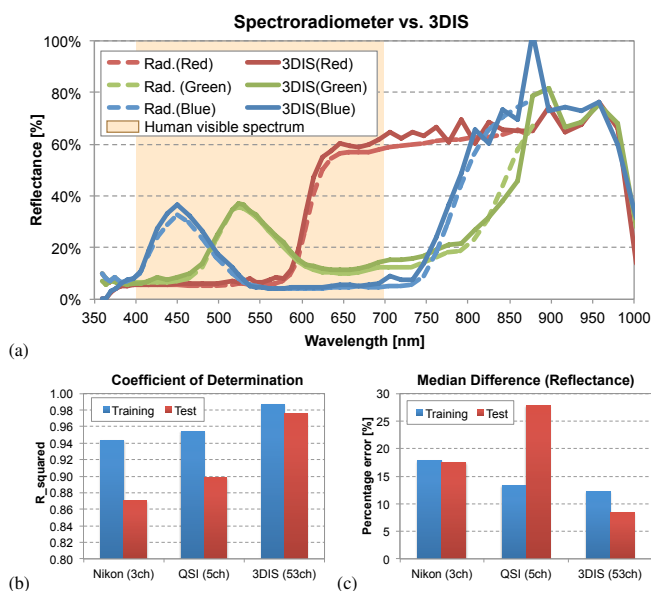 Spectroradiometer vs. 3DIS
100%
80%
60%
40%
20%
0%
Reflectance [%]
Rad.(Red) 3DIS(Red)
Rad. (Green) 3DIS(Green)
Rad.(Blue) 3DIS(Blue)
Human visible spectrum
350 400 450 500 550 600 650 700 750 800 850 900 950 1000
Wavelength [nm]
(a)
Coefficient of Determination
1.00
0.98
0.96
0.94
0.92
0.90
0.88
0.86
0.84
0.82
0.80
R_squared
Training Test
Nikon (3ch) QSI (5ch) 3DIS (53ch)
(b)
Median Difference (Reflectance)
30
25
20
15
10
5
0
Percentage error [%]
Training Test
Nikon (3ch) QSI (5ch) 3DIS (53ch)
(c)